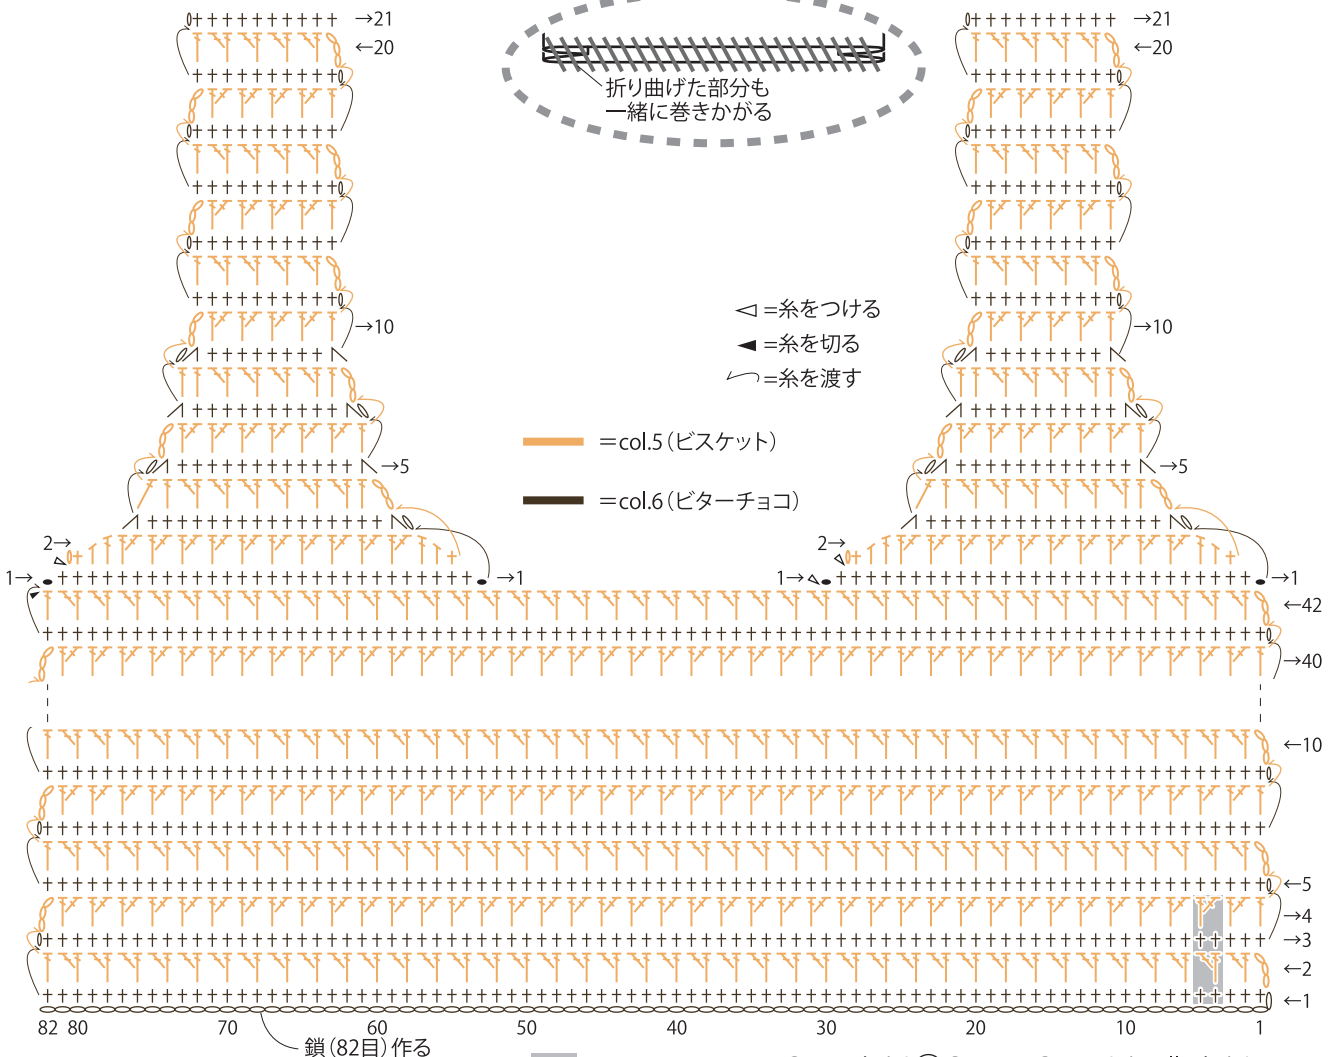 →21
←20
→10
→5
2→
1→
→1
折り曲げた部分も
一緒に巻きかがる
=糸をつける
=糸を切る
=糸を渡す
=col.5（ビスケット）
=col.6（ビターチョコ）
→21
←20
→10
→5
2→
1→
→1
←42
→40
←10
←5
→4
→3
←2
←1
82 80 70 60 50 40 30 20 10 1
鎖（82目）作る